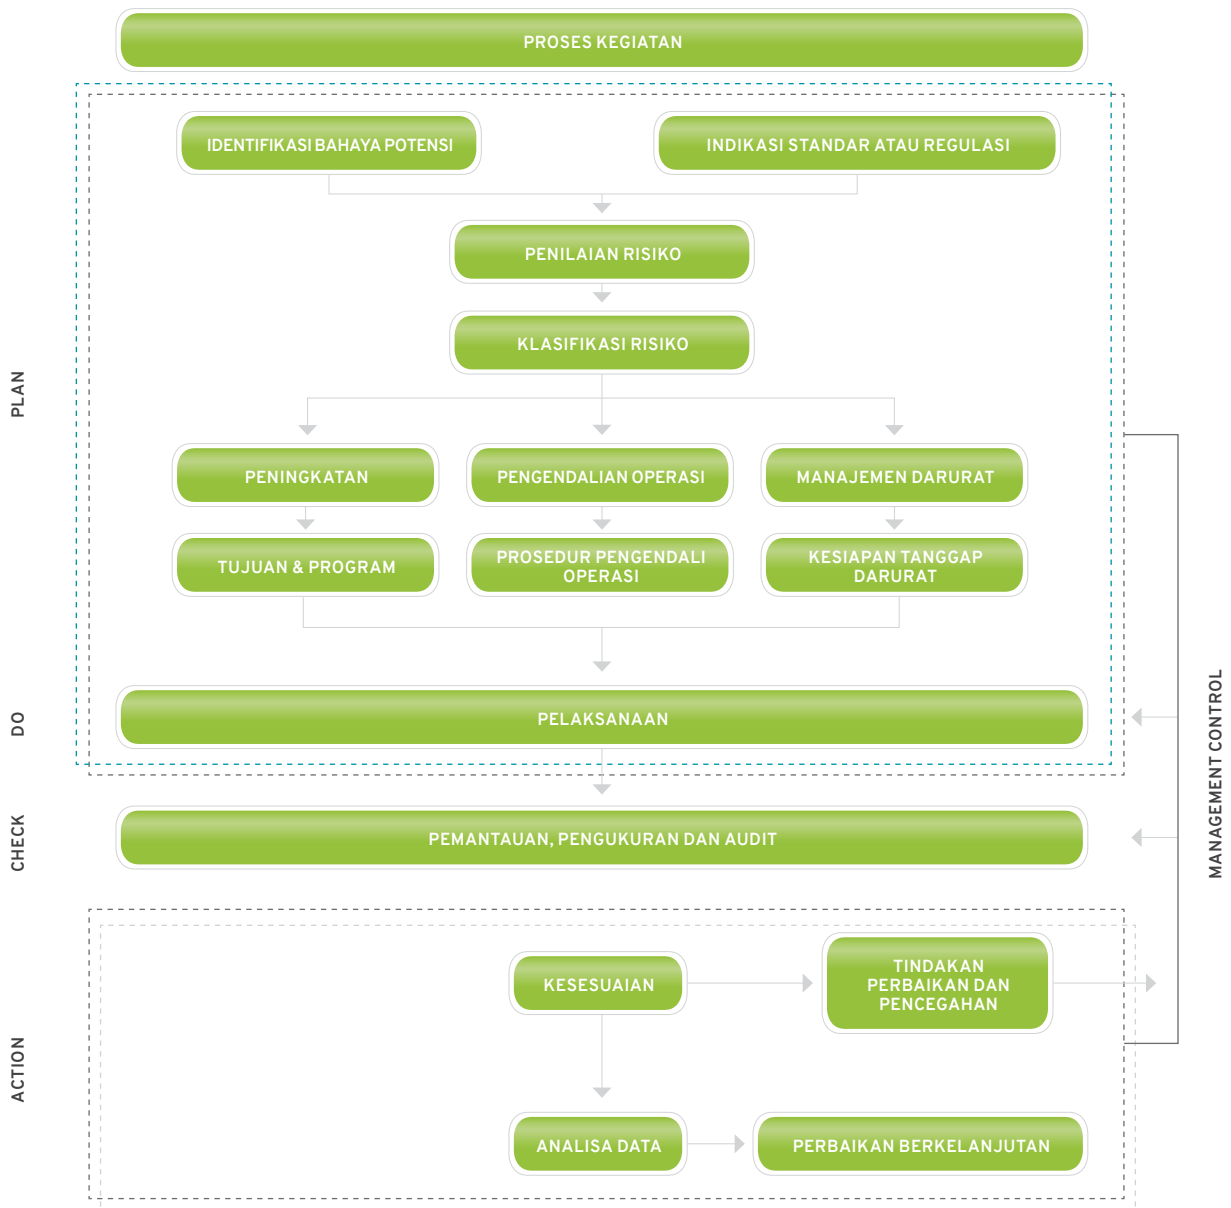 PROSES KEGIATAN
IDENTIFIKASI BAHAYA POTENSI
INDIKASI STANDAR ATAU REGULASI
PENILAIAN RISIKO
KLASIFIKASI RISIKO
PLAN
PENINGKATAN
PENGENDALIAN OPERASI
MANAJEMEN DARURAT
TUJUAN & PROGRAM
PROSEDUR PENGENDALI
OPERASI
KESIAPAN TANGGAP
DARURAT
DO
PELAKSANAAN
MANAGEMENT CONTROL
CHECK
PEMANTAUAN, PENGUKURAN DAN AUDIT
ACTION
KESESUAIAN
TINDAKAN
PERBAIKAN DAN
PENCEGAHAN
ANALISA DATA
PERBAIKAN BERKELANJUTAN